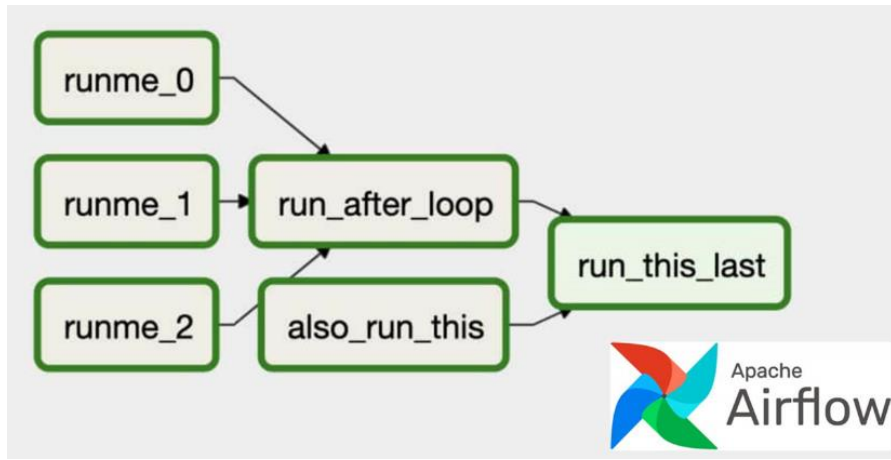 runme_0
runme_1
run_after_loop
run_this_last
runme_2
also_run_this
Apache
Airflow